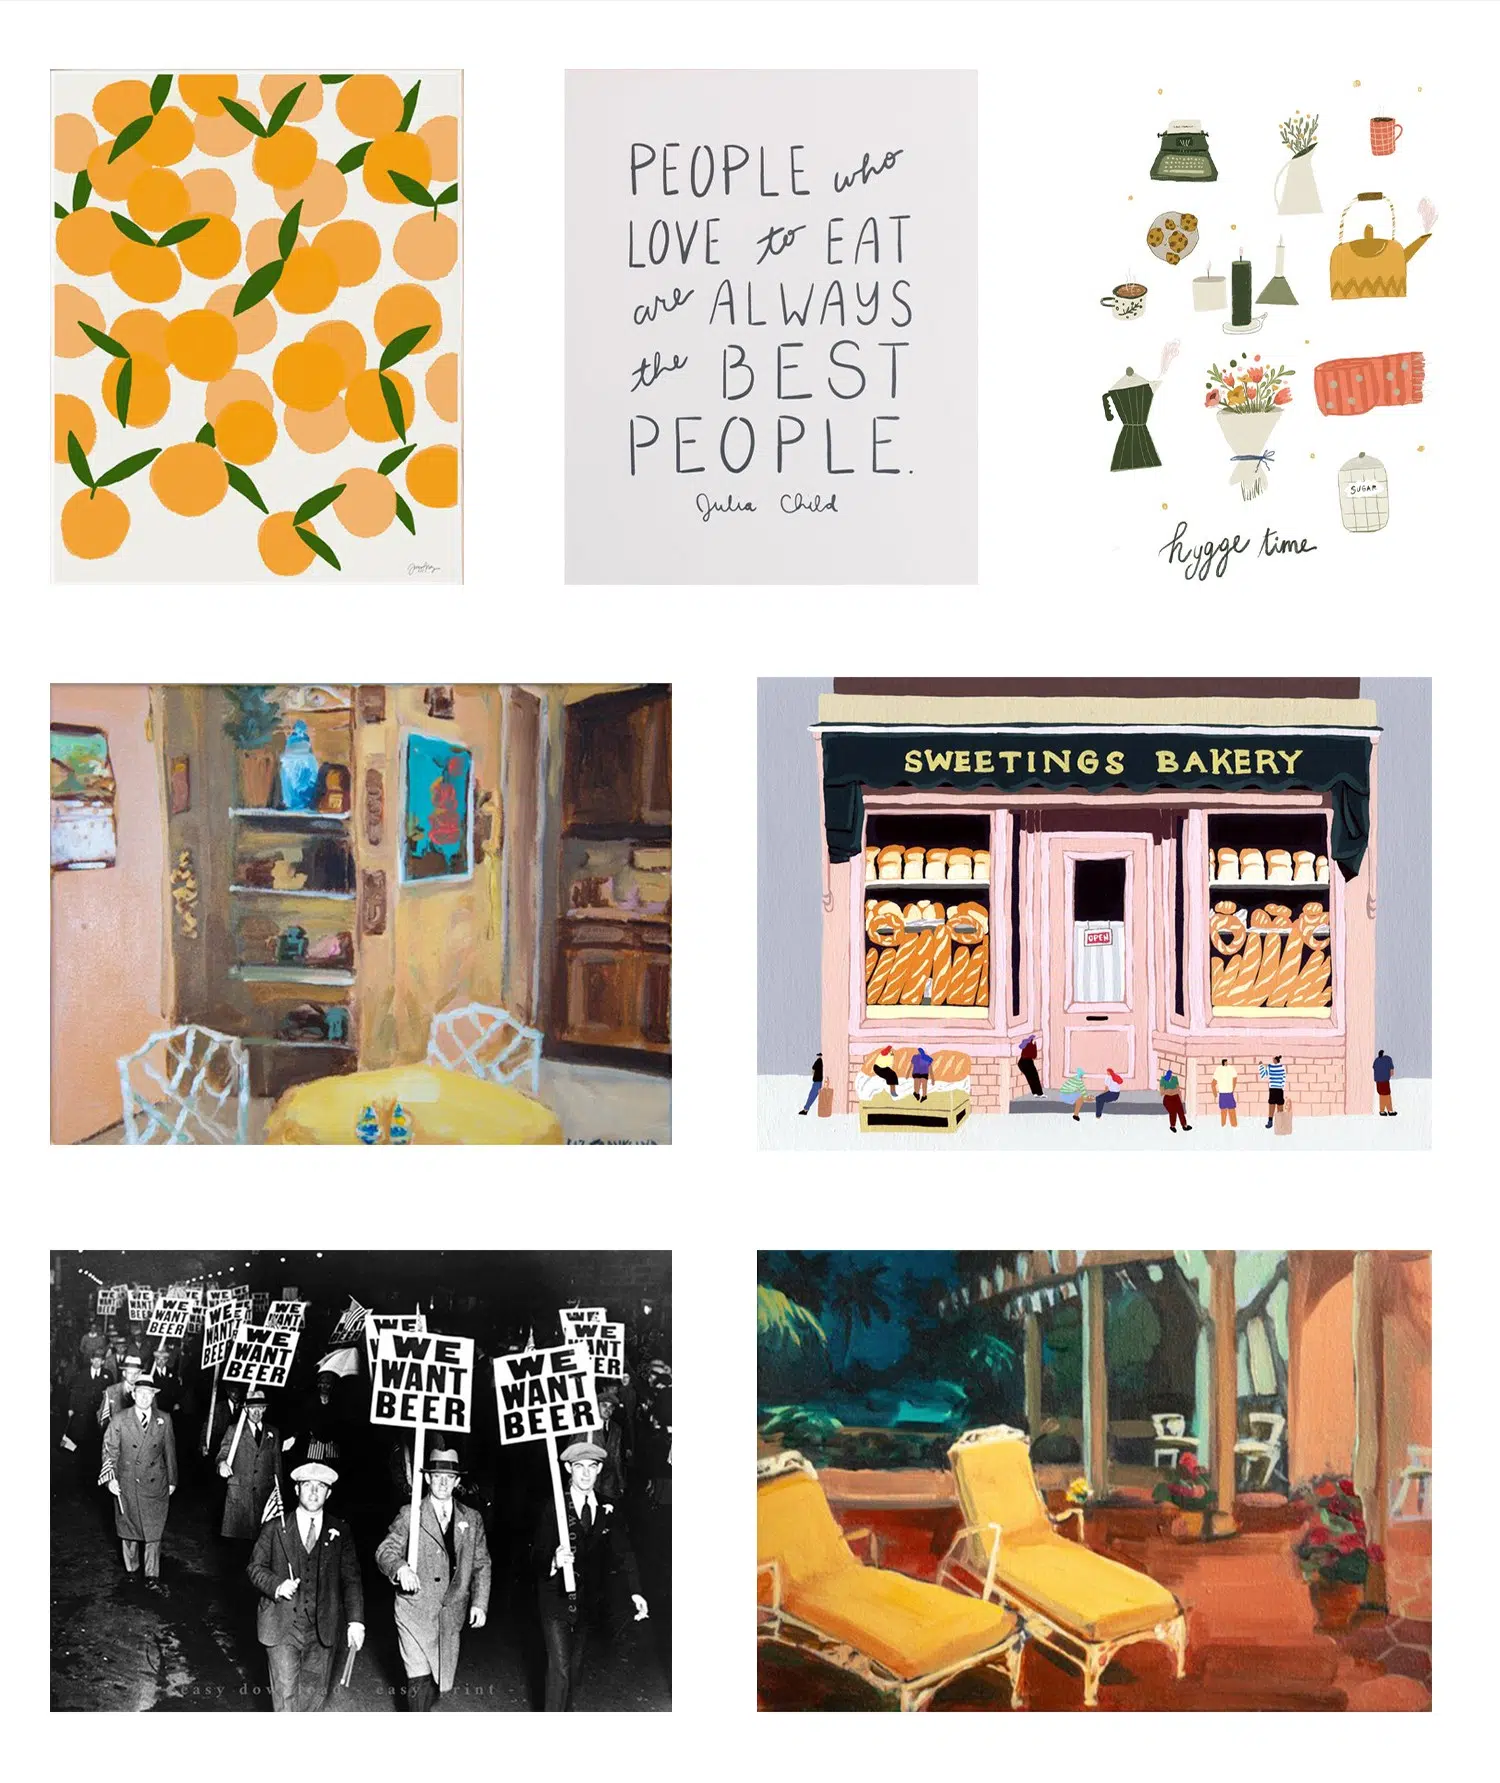 PEOPLE who
LOVE to EAT
are ALWAYS
the BEST
PEOPLE.
Julia Child
SUGAR
hygge time
SWEETINGS BAKERY
OPEN
WE
WANT
BEER
WE
WANT
BEER
WE
WANT
BEER
WE
WANT
BEER
WE
WANT
BEER
easy download - easy print -